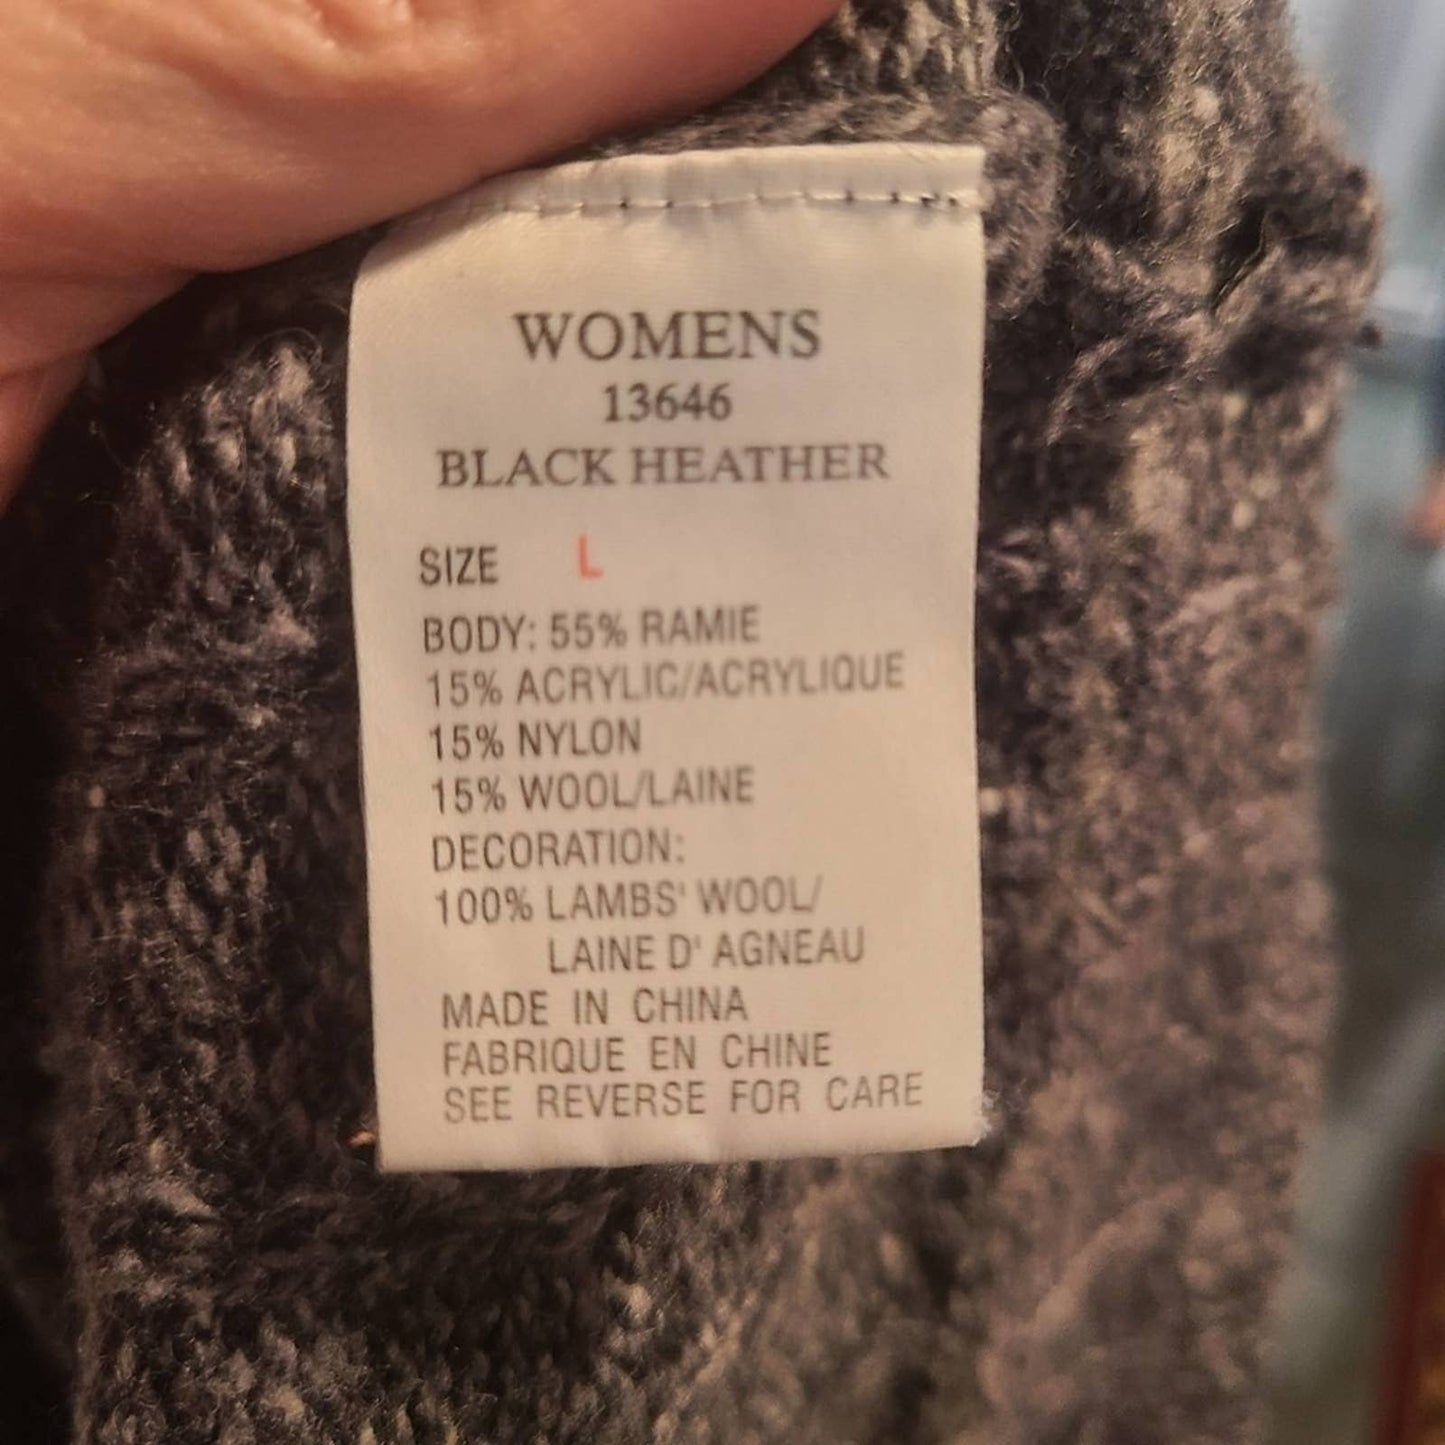 WOMENS
13646
BLACK HEATHER
SIZE L
BODY: 55% RAMIE
15% ACRYLIC/ACRYLIQUE
15% NYLON
15% WOOL/LAINE
DECORATION:
100% LAMBS' WOOL/
LAINE D' AGNEAU
MADE IN CHINA
FABRIQUE EN CHINE
SEE REVERSE FOR CARE